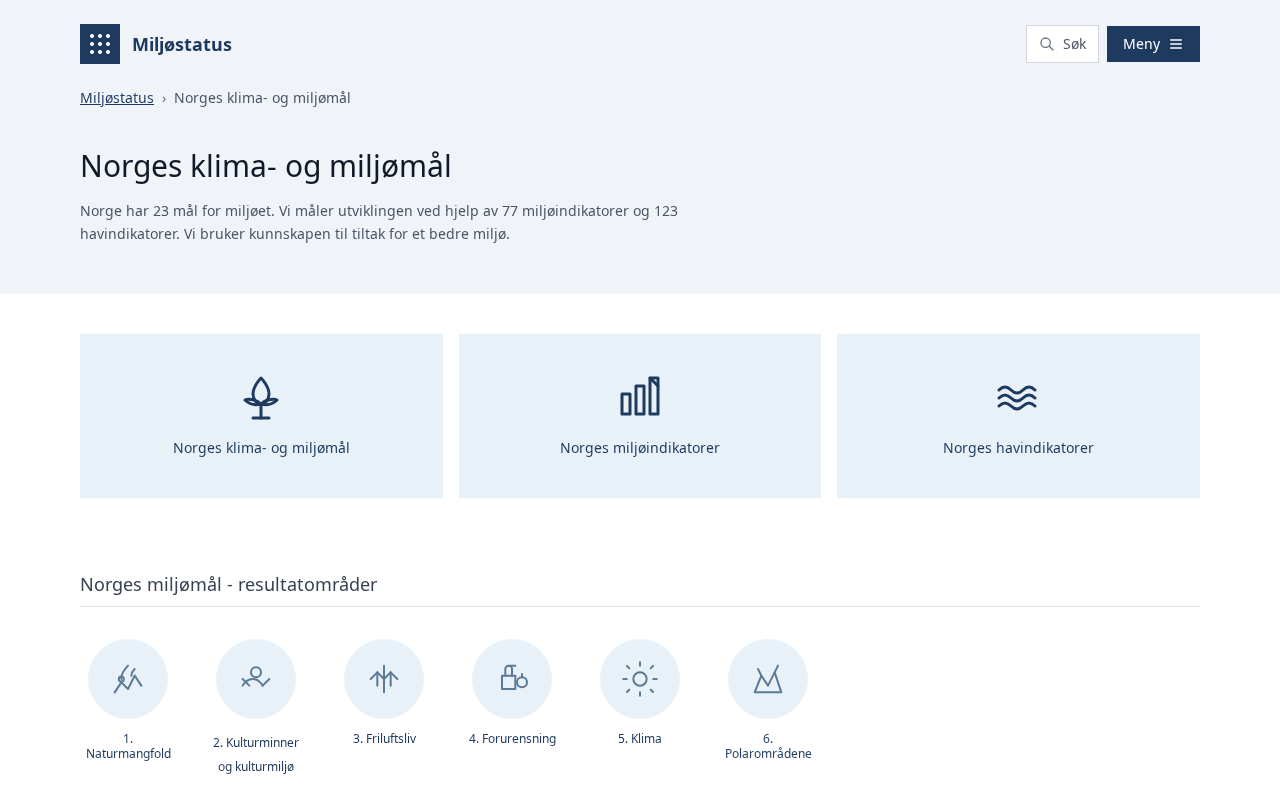 Miljøstatus
Søk
Meny
Miljøstatus › Norges klima- og miljømål
Norges klima- og miljømål
Norge har 23 mål for miljøet. Vi måler utviklingen ved hjelp av 77 miljøindikatorer og 123
havindikatorer. Vi bruker kunnskapen til tiltak for et bedre miljø.
Norges klima- og miljømål
Norges miljøindikatorer
Norges havindikatorer
Norges miljømål - resultatområder
1.
Naturmangfold
2. Kulturminner
og kulturmiljø
3. Friluftsliv
4. Forurensning
5. Klima
6.
Polarområdene